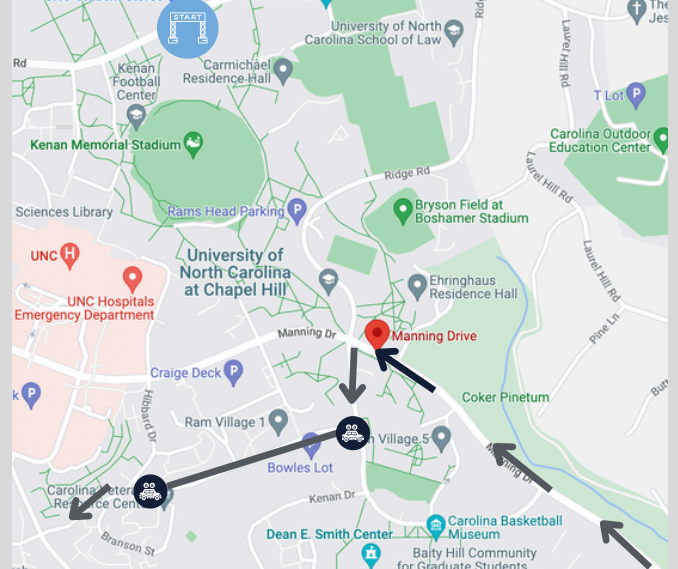 START
University of North
Carolina School of Law
Rd
Kenan
Football
Center
Carmichael
Residence Hall
Laurel Hill Rd
T Lot
Kenan Memorial Stadium
Carolina Outdoor
Education Center
Ridge Rd
Laurel Hill Rd
Sciences Library
Rams Head Parking
Bryson Field at
Boshamer Stadium
UNC
University of
North Carolina
at Chapel Hill
Laurel Hill Rd
UNC Hospitals
Emergency Department
Ehringhaus
Residence Hall
Manning Dr
Manning Drive
Pine Ln
Craige Deck
Coker Pinetum
Hibbard Dr
Ram Village 1
Village 5
Manning Dr
Bowles Lot
Kenan Dr
Branson St
Dean E. Smith Center
Carolina Basketball
Museum
Baity Hill Community
for Graduate Students